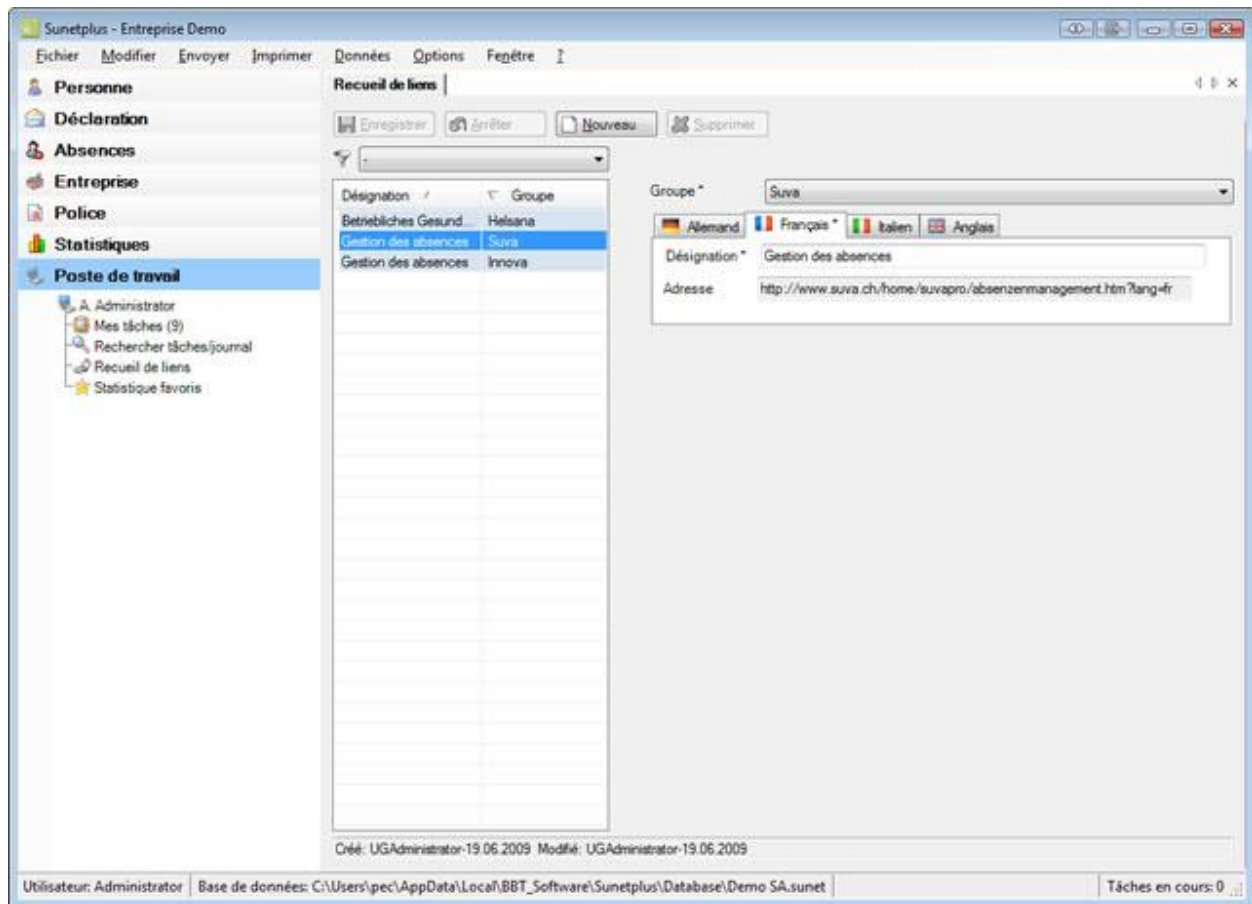 Sunetplus - Entreprise Demo
Fichier Modifier Envoyer Imprimer Données Options Fenêtre ?
Personne
Déclaration
Absences
Entreprise
Police
Statistiques
Poste de travail
A. Administrator
Mes tâches (9)
Rechercher tâches/journal
Recueil de liens
Statistique favoris
Recueil de liens
Enregistrer Arrêter Nouveau Supprimer
-
Désignation Groupe
Betriebliches Gesund... Helsana
Gestion des absences Suva
Gestion des absences Innova
Groupe * Suva
Allemand Français * Italien Anglais
Désignation * Gestion des absences
Adresse http://www.suva.ch/home/suvapro/absenzenmanagement.htm?lang=fr
Créé: UGAdministrator-19.06.2009 Modifié: UGAdministrator-19.06.2009
Utilisateur: Administrator Base de données: C:\Users\pec\AppData\Local\BBT_Software\Sunetplus\Database\Demo SA.sunet Tâches en cours: 0